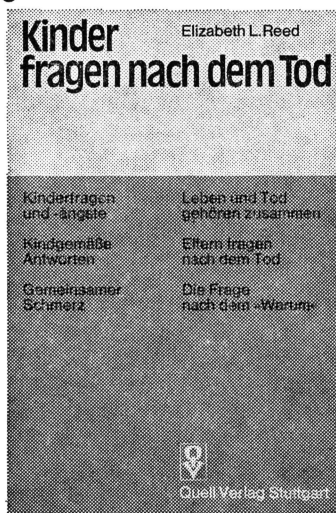 Kinder
fragen nach dem Tod
Elizabeth L. Reed
Kinderfragen
und -ängste
Kindgemäße
Antworten
Gemeinsamer
Schmerz
Leben und Tod
gehören zusammen
Eltern fragen
nach dem Tod
Die Frage
nach dem »Warum«
Quell Verlag Stuttgart